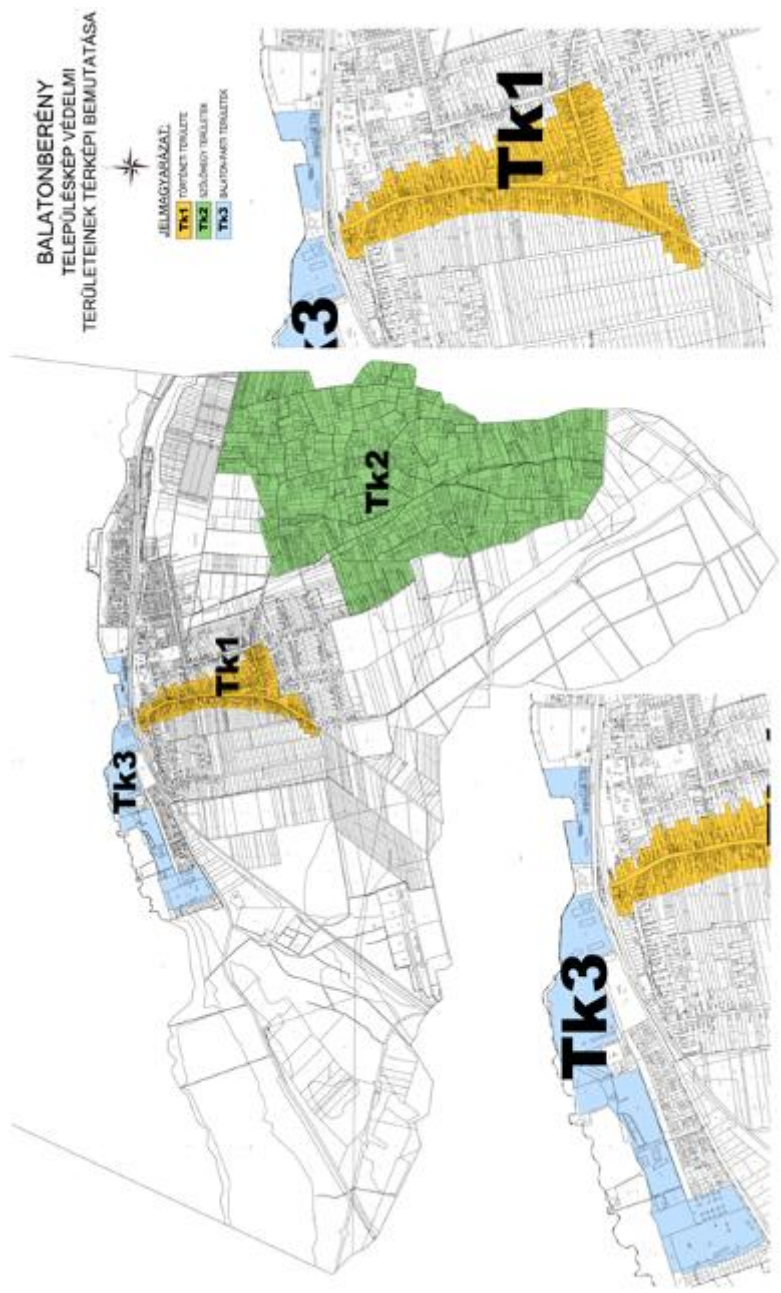 BALATONBERÉNY
TELEPÜLÉSKÉP VÉDELMI
TERÜLETEINEK TÉRKÉPI BEMUTATÁSA
JELMAGYARÁZAT:
Tk1 TÖRTÉNETI TERÜLETE
Tk2 SZŐLŐHEGY TERÜLETEK
Tk3 BALATON-PARTI TERÜLETEK
Tk3
Tk1
Tk2
k3
Tk1
Tk3